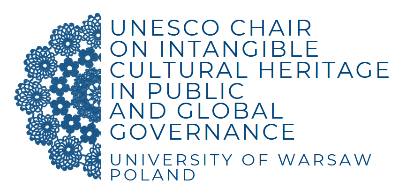 UNESCO CHAIR
ON INTANGIBLE
CULTURAL HERITAGE
IN PUBLIC
AND GLOBAL
GOVERNANCE
UNIVERSITY OF WARSAW
POLAND